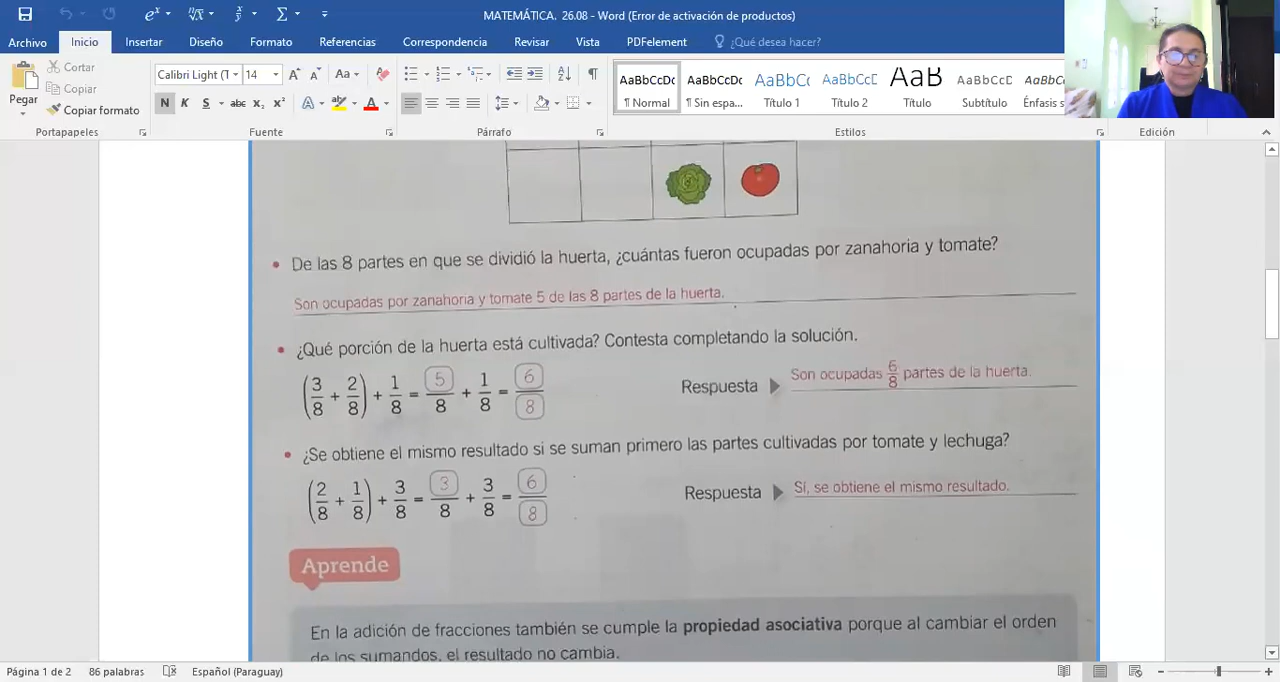 MATEMÁTICA. 26.08 - Word (Error de activación de productos)
Archivo Inicio Insertar Diseño Formato Referencias Correspondencia Revisar Vista PDFelement ¿Qué desea hacer?
Pegar
Cortar
Copiar
Copiar formato
Calibri Light (T 14
AaBbCcDc AaBbCcDc AaBbCc AaBbCcD AaB AaBbCcD AaBbC
¶ Normal ¶ Sin espa... Título 1 Título 2 Título Subtítulo Énfasis s
Portapapeles Fuente Párrafo Estilos Edición
De las 8 partes en que se dividió la huerta, ¿cuántas fueron ocupadas por zanahoria y tomate?
Son ocupadas por zanahoria y tomate 5 de las 8 partes de la huerta.
¿Qué porción de la huerta está cultivada? Contesta completando la solución.
(3/8 + 2/8) + 1/8 = 5/8 + 1/8 = 6/8
Respuesta Son ocupadas 6/8 partes de la huerta.
¿Se obtiene el mismo resultado si se suman primero las partes cultivadas por tomate y lechuga?
(2/8 + 1/8) + 3/8 = 3/8 + 3/8 = 6/8
Respuesta Sí, se obtiene el mismo resultado.
Aprende
En la adición de fracciones también se cumple la propiedad asociativa porque al cambiar el orden
de los sumandos, el resultado no cambia.
Página 1 de 2 86 palabras Español (Paraguay)